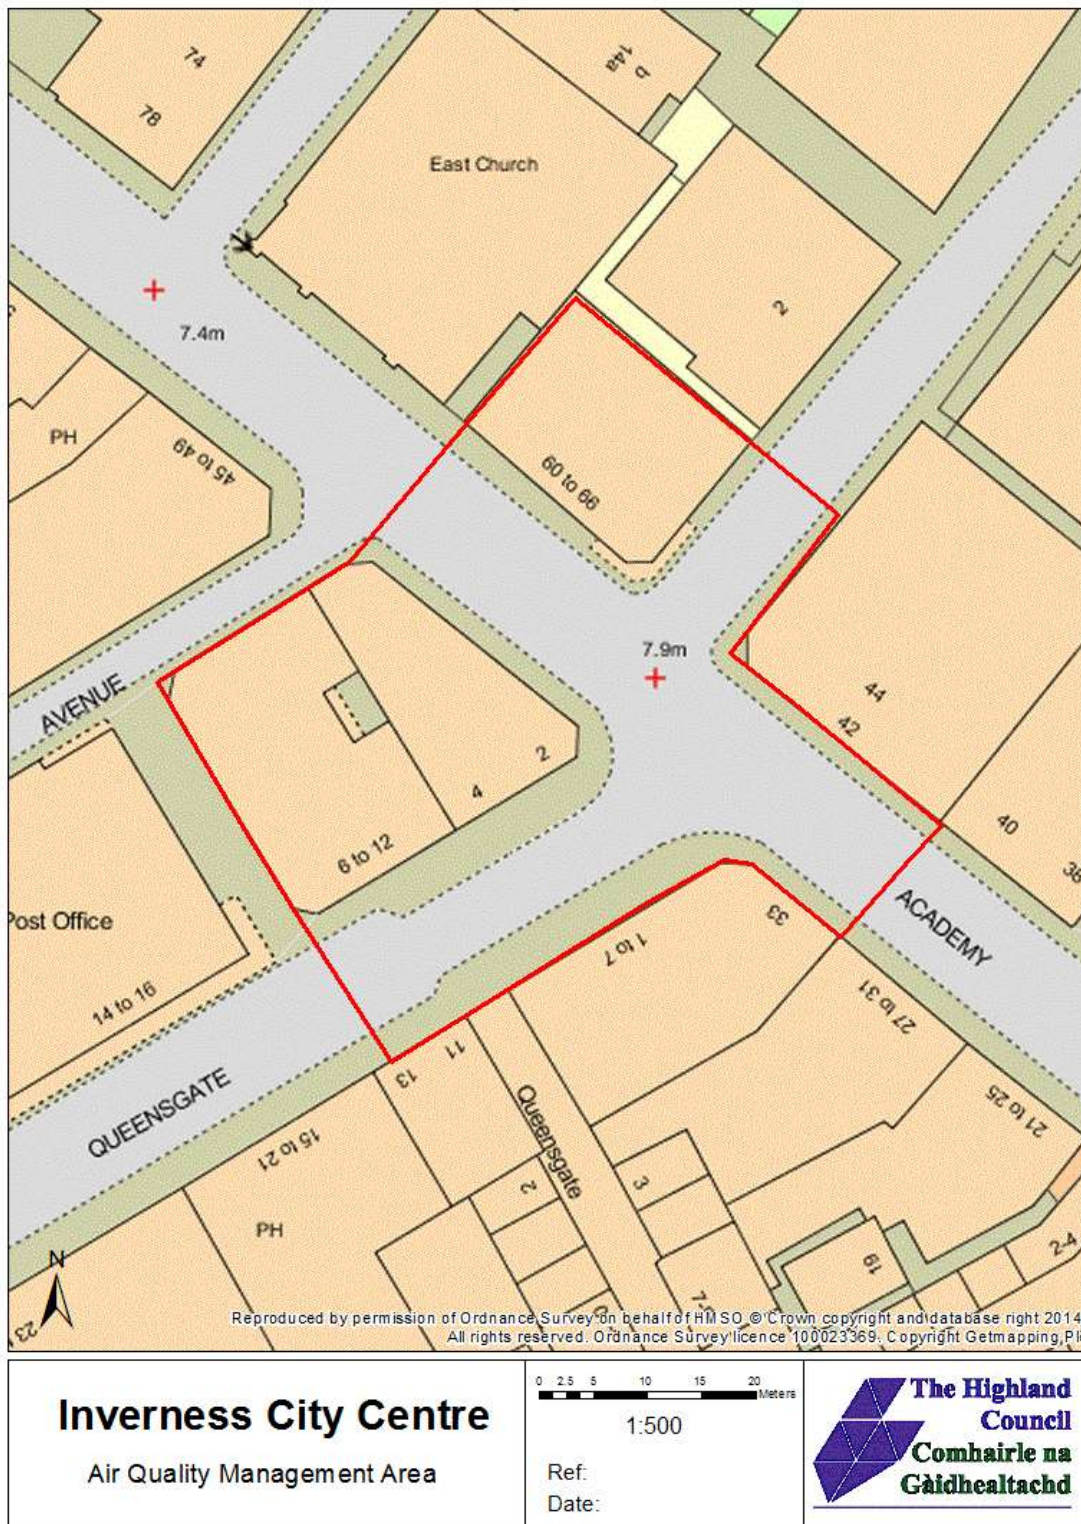 74
78
14a
b
East Church
7.4m
2
PH
45 to 49
60 to 66
AVENUE
7.9m
44
42
2
4
6 to 12
40
38
Post Office
33
ACADEMY
1 to 7
14 to 16
27 to 31
11
13
QUEENSGATE
15 to 21
Queensgate
21 to 25
2
3
PH
19
2-4
N
23
Reproduced by permission of Ordnance Survey on behalf of HMSO © Crown copyright and database right 2014
All rights reserved. Ordnance Survey licence 100023369. Copyright Getmapping Pl
Inverness City Centre
Air Quality Management Area
0 2.5 5 10 15 20
Meters
1:500
Ref:
Date:
The Highland
Council
Comhairle na
Gàidhealtachd